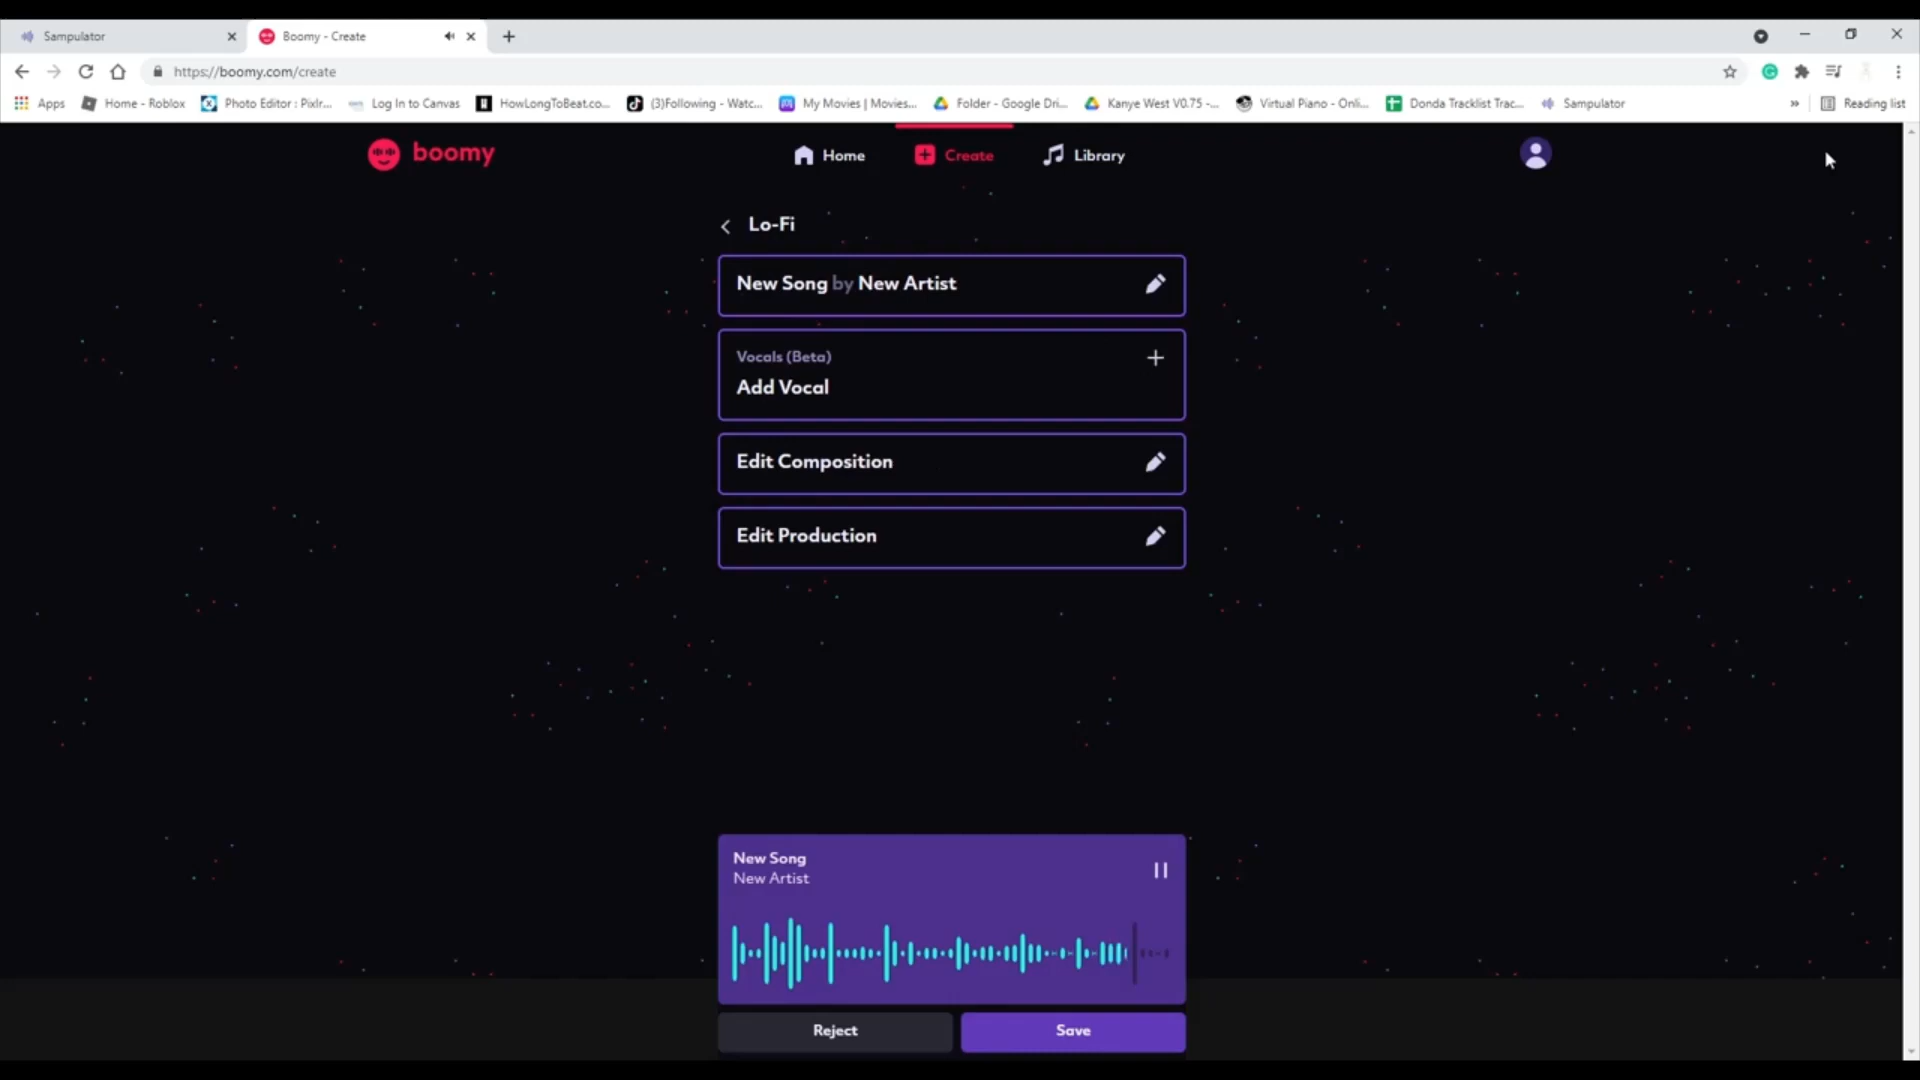 Sampulator
Boomy - Create
https://boomy.com/create
Apps
Home - Roblox
Photo Editor : Pixlr...
Log In to Canvas
HowLongToBeat.co...
(3)Following - Watc...
My Movies | Movies...
Folder - Google Dri...
Kanye West V0.75 -...
Virtual Piano - Onli...
Donda Tracklist Trac...
Sampulator
»
Reading list
boomy
Home
Create
Library
Lo-Fi
New Song by New Artist
Vocals (Beta)
Add Vocal
Edit Composition
Edit Production
New Song
New Artist
Reject
Save